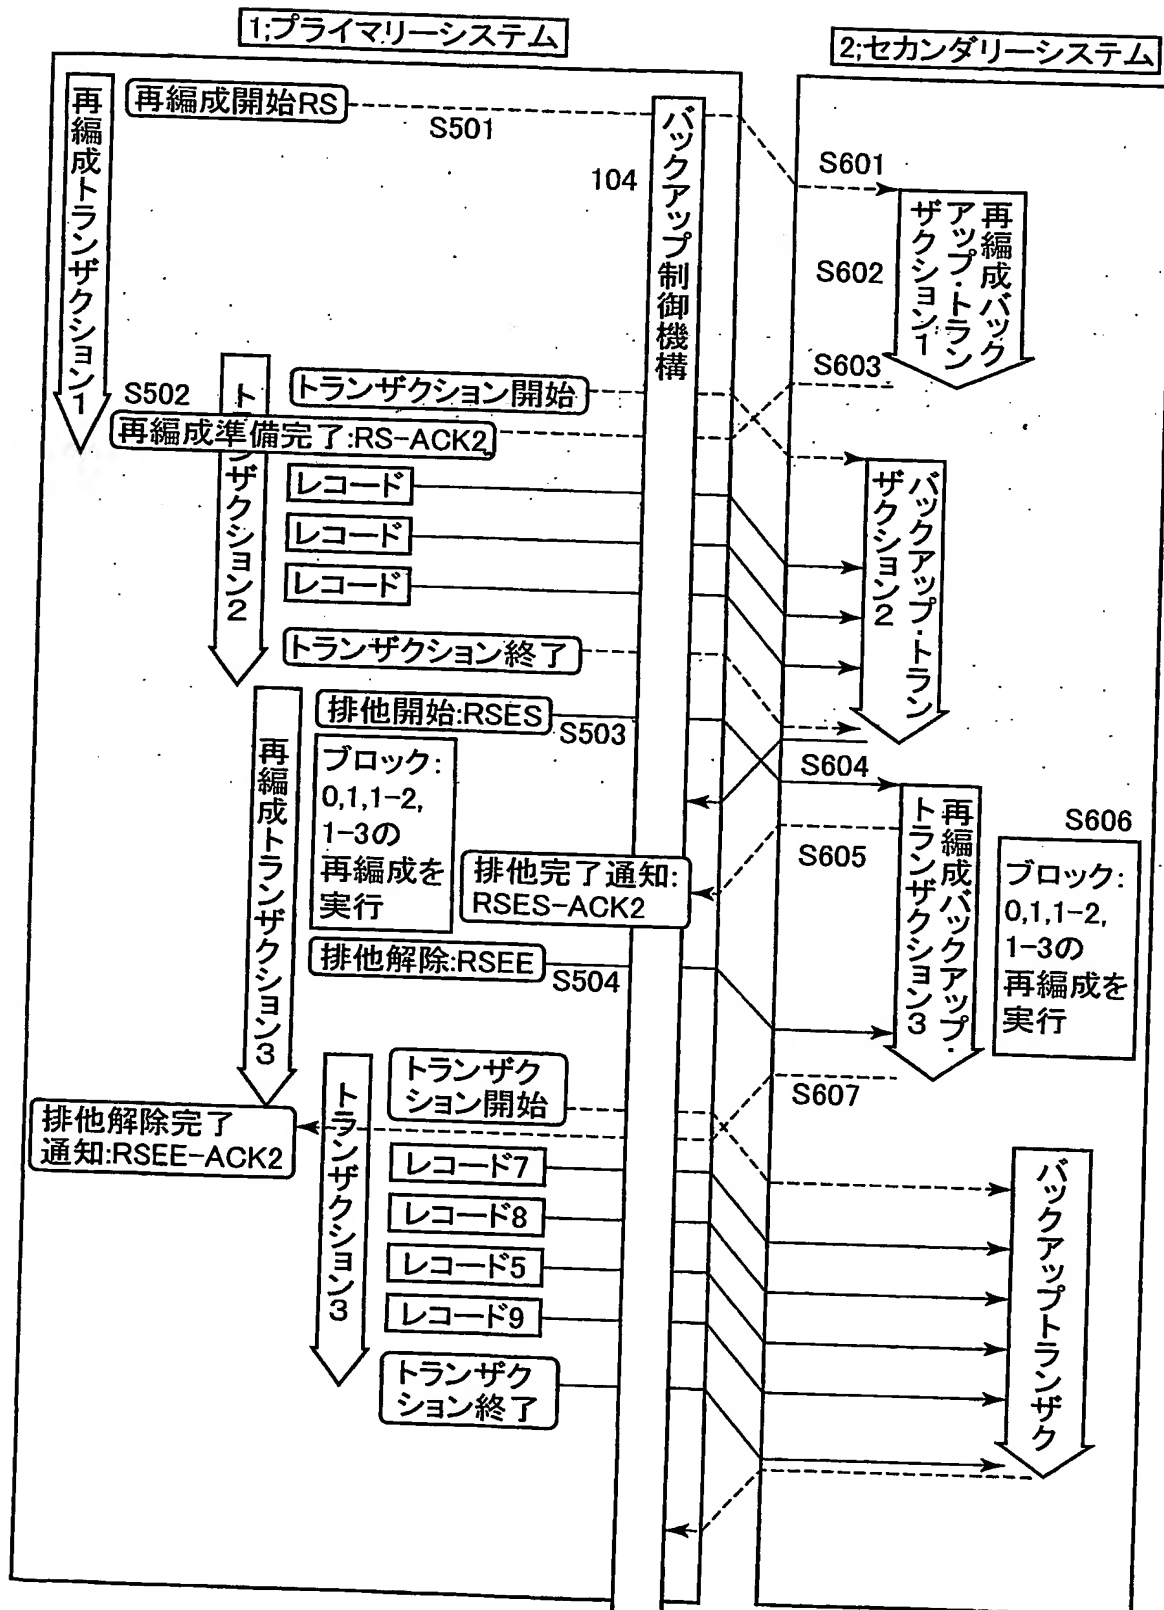 1;プライマリーシステム
2;セカンダリーシステム
再編成トランザクション1
再編成開始RS
S501
104
バックアップ制御機構
S601
再編成バック
アップ・トラン
ザクション1
S602
S603
S502
トランザクション開始
再編成準備完了:RS-ACK2
レコード
レコード
レコード
バックアップ・トラン
ザクション2
トランザクション終了
排他開始:RSES
S503
再編成トランザクション3
ブロック:
0,1,1-2,
1-3の
再編成を
実行
S604
S605
排他完了通知:
RSES-ACK2
再編成バックアップ・
トランザクション3
S606
ブロック:
0,1,1-2,
1-3の
再編成を
実行
排他解除:RSEE
S504
トランザク
ション開始
S607
排他解除完了
通知:RSEE-ACK2
トランザクション3
レコード7
レコード8
レコード5
レコード9
トランザク
ション終了
バックアップトランザク